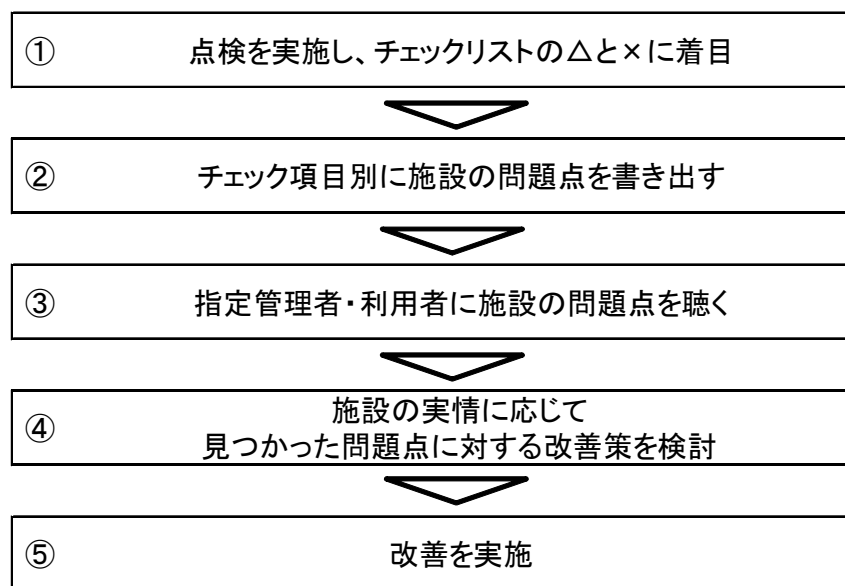 ① 点検を実施し、チェックリストの△と×に着目
② チェック項目別に施設の問題点を書き出す
③ 指定管理者・利用者に施設の問題点を聴く
④ 施設の実情に応じて
見つかった問題点に対する改善策を検討
⑤ 改善を実施